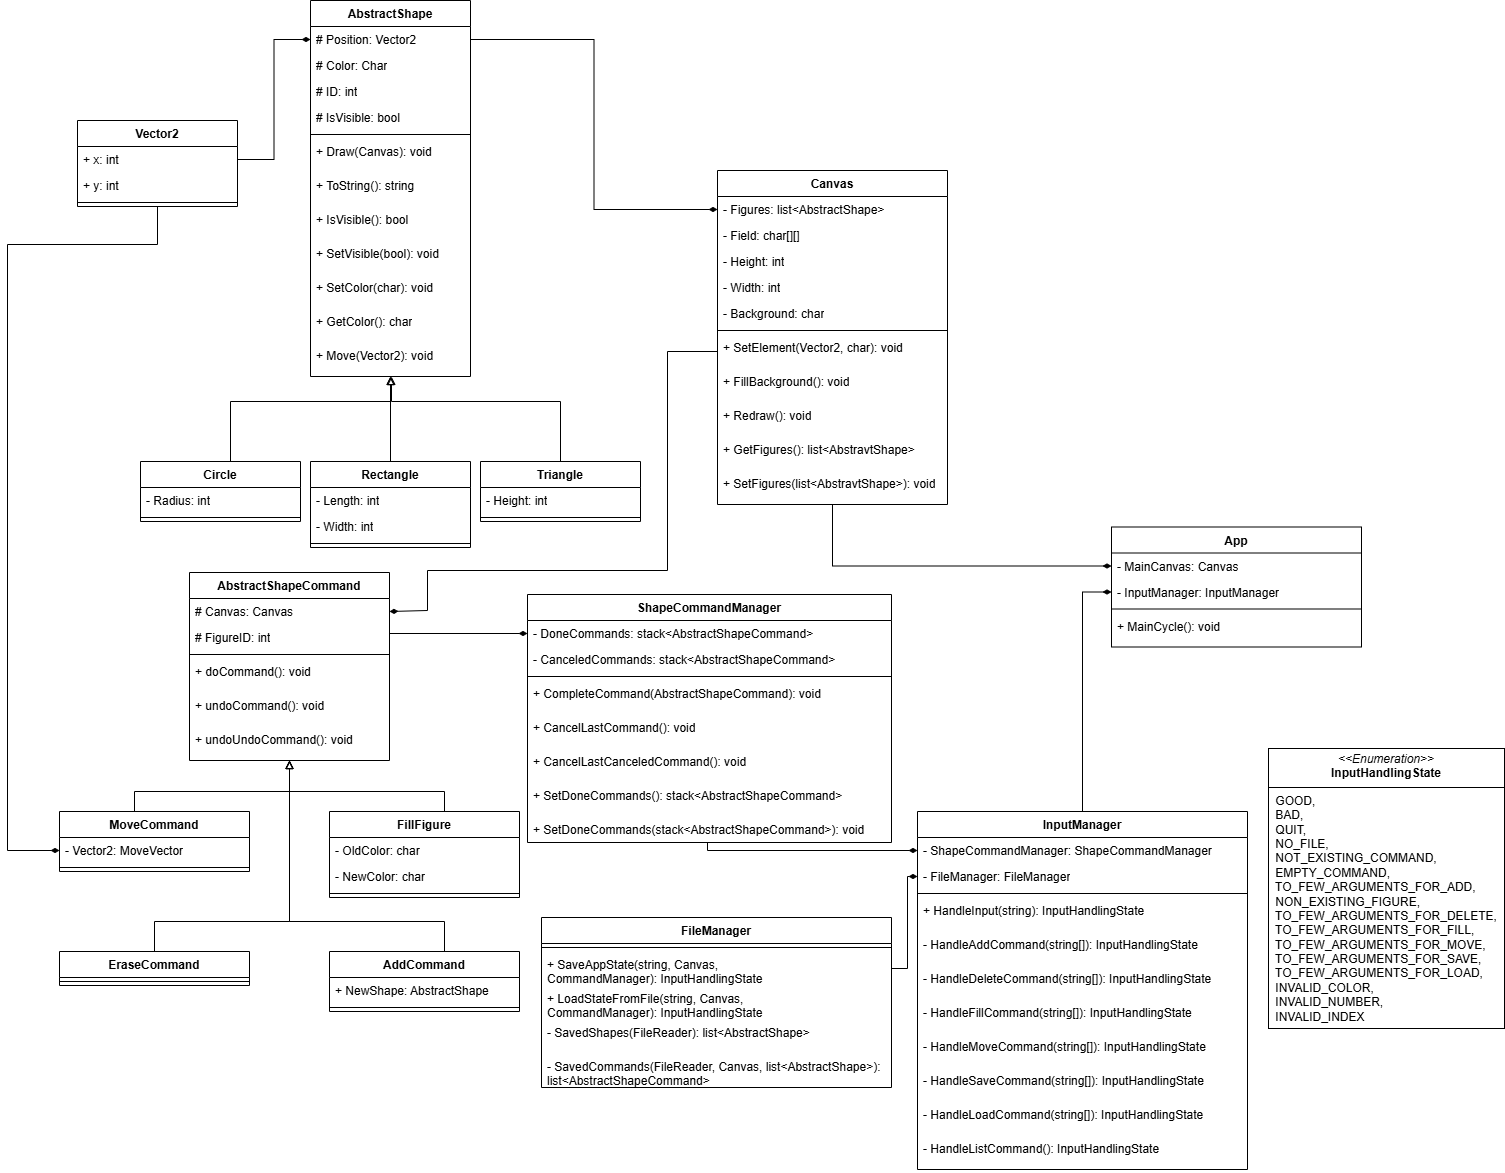 AbstractShape
# Position: Vector2
# Color: Char
# ID: int
# IsVisible: bool
+ Draw(Canvas): void
+ ToString(): string
+ IsVisible(): bool
+ SetVisible(bool): void
+ SetColor(char): void
+ GetColor(): char
+ Move(Vector2): void
Vector2
+ x: int
+ y: int
Canvas
- Figures: list<AbstractShape>
- Field: char[][]
- Height: int
- Width: int
- Background: char
+ SetElement(Vector2, char): void
+ FillBackground(): void
+ Redraw(): void
+ GetFigures(): list<AbstravtShape>
+ SetFigures(list<AbstravtShape>): void
Circle
- Radius: int
Rectangle
- Length: int
- Width: int
Triangle
- Height: int
App
- MainCanvas: Canvas
- InputManager: InputManager
+ MainCycle(): void
AbstractShapeCommand
# Canvas: Canvas
# FigureID: int
+ doCommand(): void
+ undoCommand(): void
+ undoUndoCommand(): void
ShapeCommandManager
- DoneCommands: stack<AbstractShapeCommand>
- CanceledCommands: stack<AbstractShapeCommand>
+ CompleteCommand(AbstractShapeCommand): void
+ CancelLastCommand(): void
+ CancelLastCanceledCommand(): void
+ SetDoneCommands(): stack<AbstractShapeCommand>
+ SetDoneCommands(stack<AbstractShapeCommand>): void
<<Enumeration>>
InputHandlingState
GOOD,
BAD,
QUIT,
NO_FILE,
NOT_EXISTING_COMMAND,
EMPTY_COMMAND,
TO_FEW_ARGUMENTS_FOR_ADD,
NON_EXISTING_FIGURE,
TO_FEW_ARGUMENTS_FOR_DELETE,
TO_FEW_ARGUMENTS_FOR_FILL,
TO_FEW_ARGUMENTS_FOR_MOVE,
TO_FEW_ARGUMENTS_FOR_SAVE,
TO_FEW_ARGUMENTS_FOR_LOAD,
INVALID_COLOR,
INVALID_NUMBER,
INVALID_INDEX
MoveCommand
- Vector2: MoveVector
FillFigure
- OldColor: char
- NewColor: char
InputManager
- ShapeCommandManager: ShapeCommandManager
- FileManager: FileManager
+ HandleInput(string): InputHandlingState
- HandleAddCommand(string[]): InputHandlingState
- HandleDeleteCommand(string[]): InputHandlingState
- HandleFillCommand(string[]): InputHandlingState
- HandleMoveCommand(string[]): InputHandlingState
- HandleSaveCommand(string[]): InputHandlingState
- HandleLoadCommand(string[]): InputHandlingState
- HandleListCommand(): InputHandlingState
FileManager
+ SaveAppState(string, Canvas,
CommandManager): InputHandlingState
+ LoadStateFromFile(string, Canvas,
CommandManager): InputHandlingState
- SavedShapes(FileReader): list<AbstractShape>
- SavedCommands(FileReader, Canvas, list<AbstractShape>):
list<AbstractShapeCommand>
EraseCommand
AddCommand
+ NewShape: AbstractShape